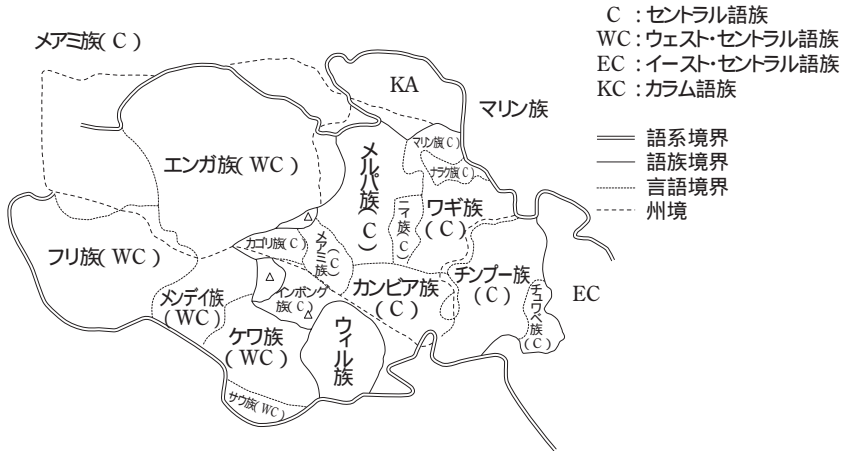 C : セントラル語族
WC : ウェスト・セントラル語族
EC : イースト・セントラル語族
KC : カラム語族
語系境界
語族境界
言語境界
州境
メアミ族( C )
KA
マリン族
マリン族( C )
ナラク族( C )
エンガ族( WC )
メルパ族( C )
ニイ族( C )
ワギ族
( C )
カゴリ族( C )
メアミ族( C )
フリ族( WC )
メンディ族
( WC )
インボング
族( C )
カンビア族
( C )
チンブー族
( C )
チュワベ族
( C )
EC
ケワ族
( WC )
ウィル族
サウ族( WC )